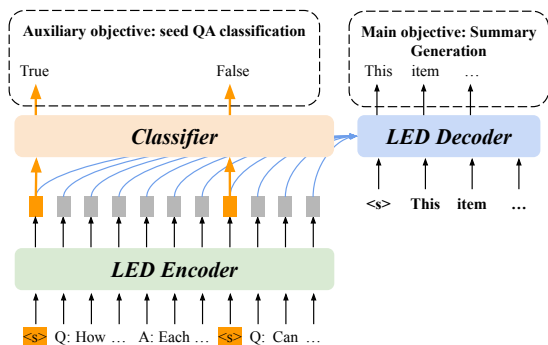 Auxiliary objective: seed QA classification
True False
Main objective: Summary
Generation
This item …
Classifier
LED Decoder
<s> This item …
LED Encoder
<s> Q: How … A: Each … <s> Q: Can …